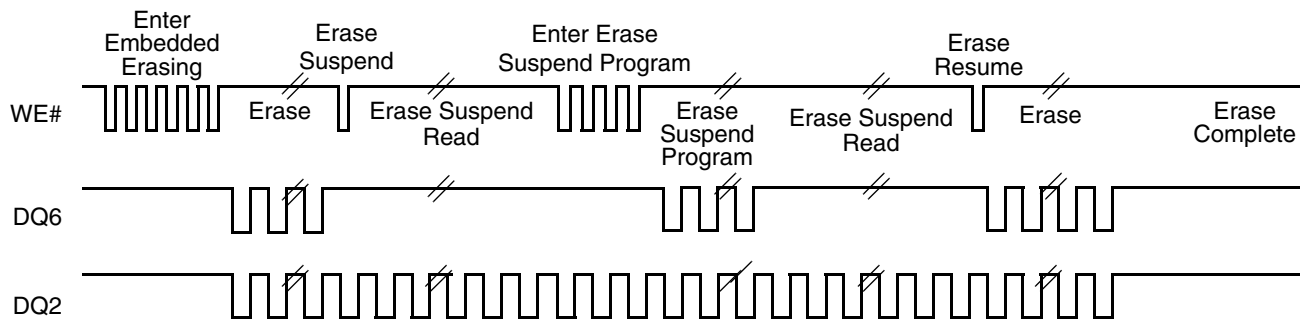 Enter
Embedded
Erasing
Erase
Suspend
Enter Erase
Suspend Program
Erase
Resume
WE#
Erase
Erase Suspend
Read
Erase
Suspend
Program
Erase Suspend
Read
Erase
Erase
Complete
DQ6
DQ2